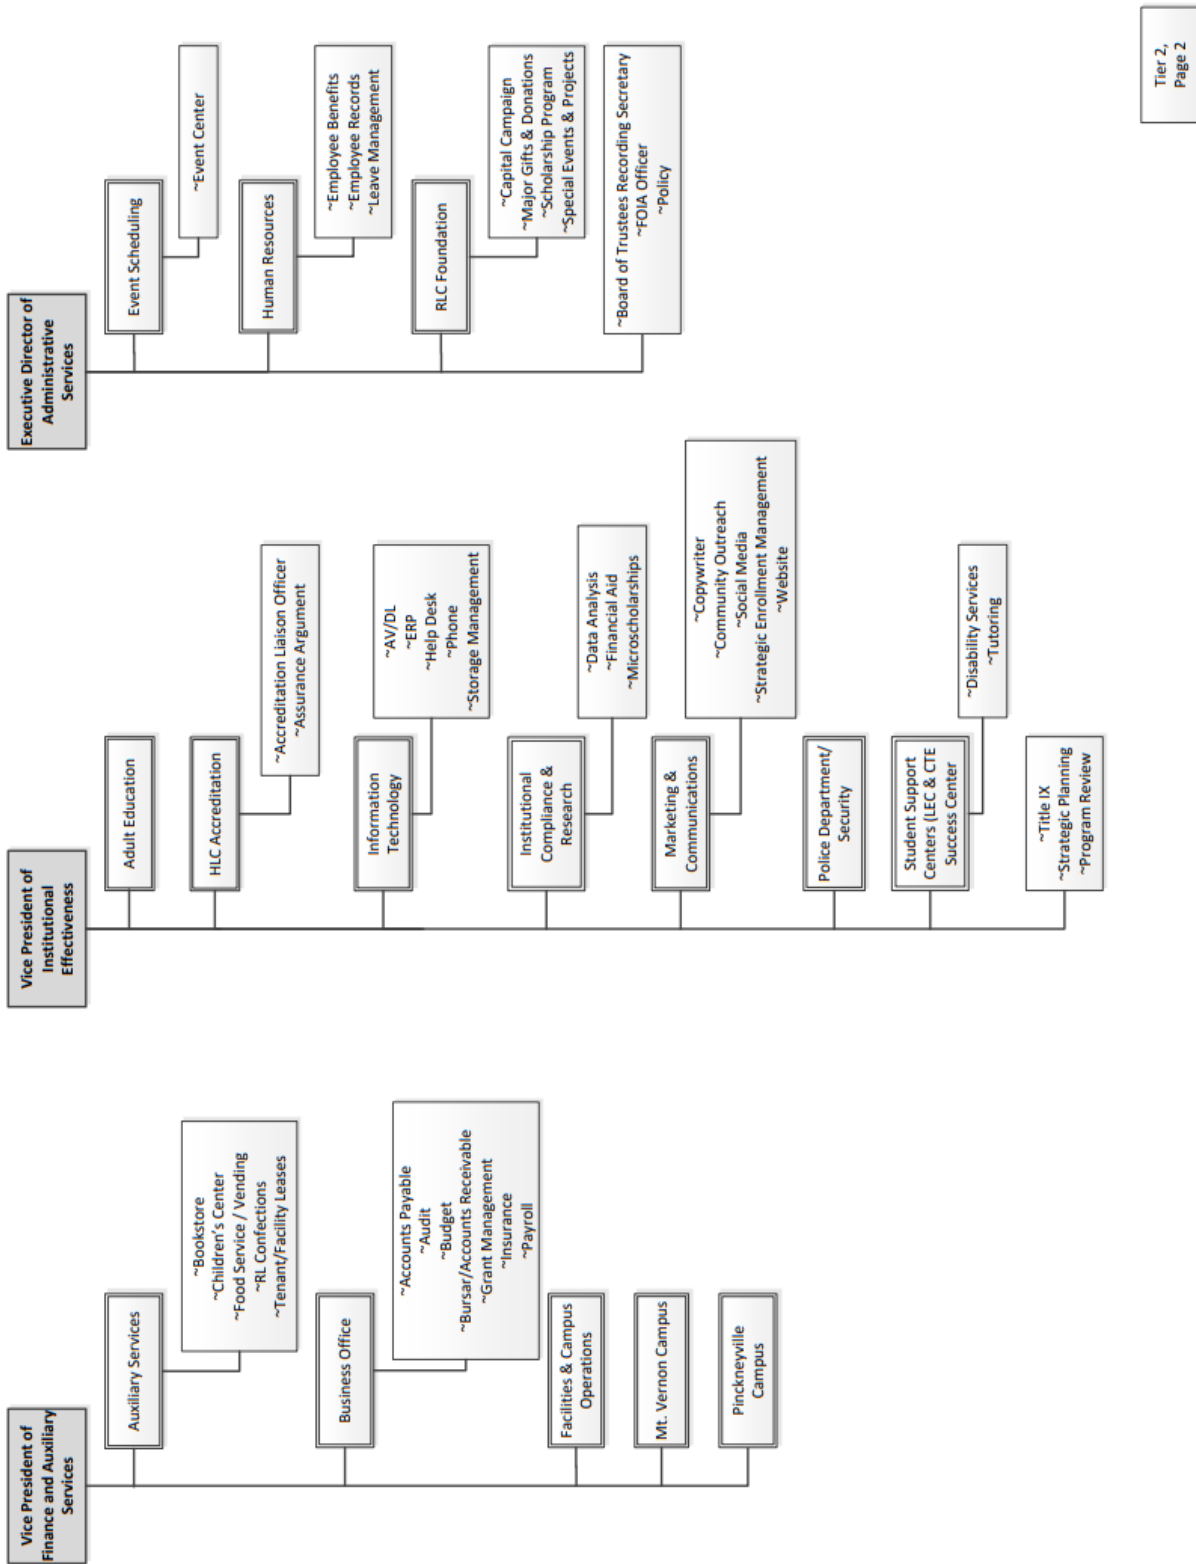 Vice President of
Finance and Auxiliary
Services
Auxiliary Services
~Bookstore
~Children's Center
~Food Service / Vending
~RL Confections
~Tenant/Facility Leases
Business Office
~Accounts Payable
~Audit
~Budget
~Bursar/Accounts Receivable
~Grant Management
~Insurance
~Payroll
Facilities & Campus
Operations
Mt. Vernon Campus
Pinckneyville
Campus
Vice President of
Institutional
Effectiveness
Adult Education
HLC Accreditation
~Accreditation Liaison Officer
~Assurance Argument
Information
Technology
~AV/DL
~ERP
~Help Desk
~Phone
~Storage Management
Institutional
Compliance &
Research
~Data Analysis
~Financial Aid
~Microscholarships
Marketing &
Communications
~Copywriter
~Community Outreach
~Social Media
~Strategic Enrollment Management
~Website
Police Department/
Security
Student Support
Centers (LEC & CTE
Success Center
~Disability Services
~Tutoring
~Title IX
~Strategic Planning
~Program Review
Executive Director of
Administrative
Services
Event Scheduling
~Event Center
Human Resources
~Employee Benefits
~Employee Records
~Leave Management
RLC Foundation
~Capital Campaign
~Major Gifts & Donations
~Scholarship Program
~Special Events & Projects
~Board of Trustees Recording Secretary
~FOIA Officer
~Policy
Tier 2,
Page 2